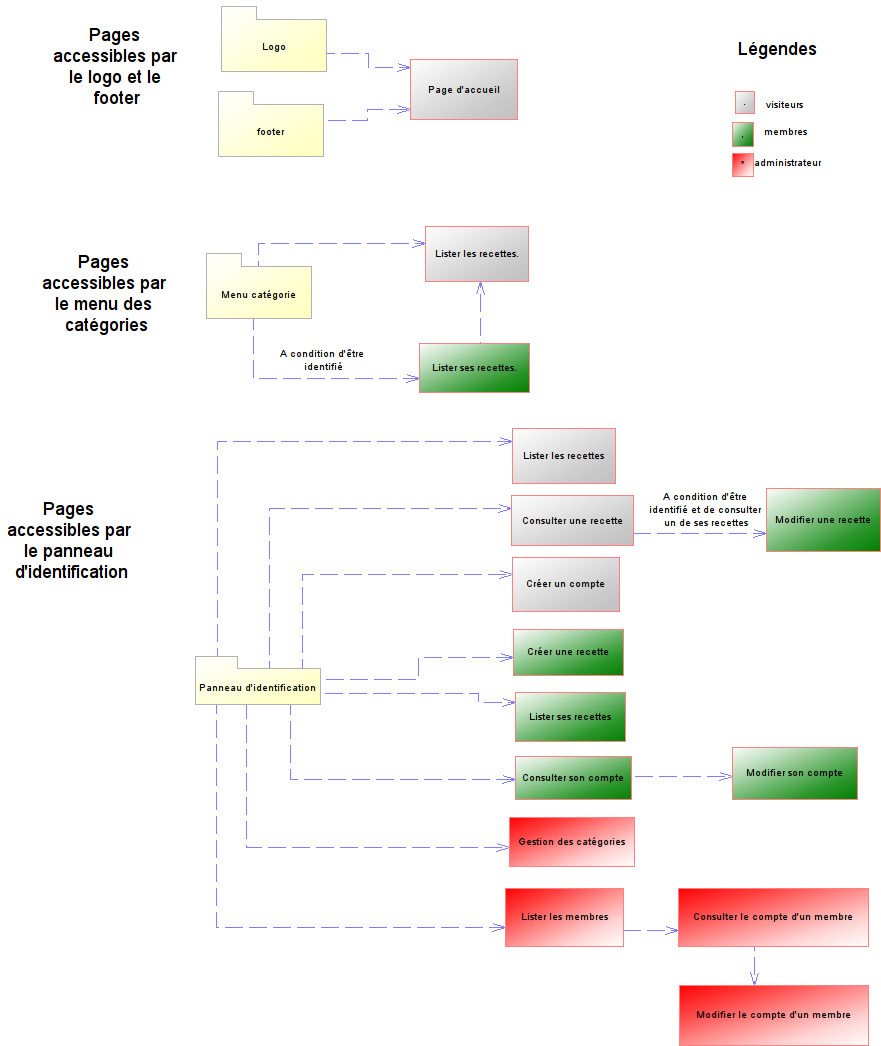 Pages
accessibles par
le logo et le
footer
Logo
footer
Page d'accueil
Légendes
visiteurs
membres
administrateur
Pages
accessibles par
le menu des
catégories
Menu catégorie
Lister les recettes.
A condition d'être
identifié
Lister ses recettes.
Pages
accessibles par
le panneau
d'identification
Panneau d'identification
Lister les recettes
Consulter une recette
A condition d'être
identifié et de consulter
un de ses recettes
Modifier une recette
Créer un compte
Créer une recette
Lister ses recettes
Consulter son compte
Modifier son compte
Gestion des catégories
Lister les membres
Consulter le compte d'un membre
Modifier le compte d'un membre